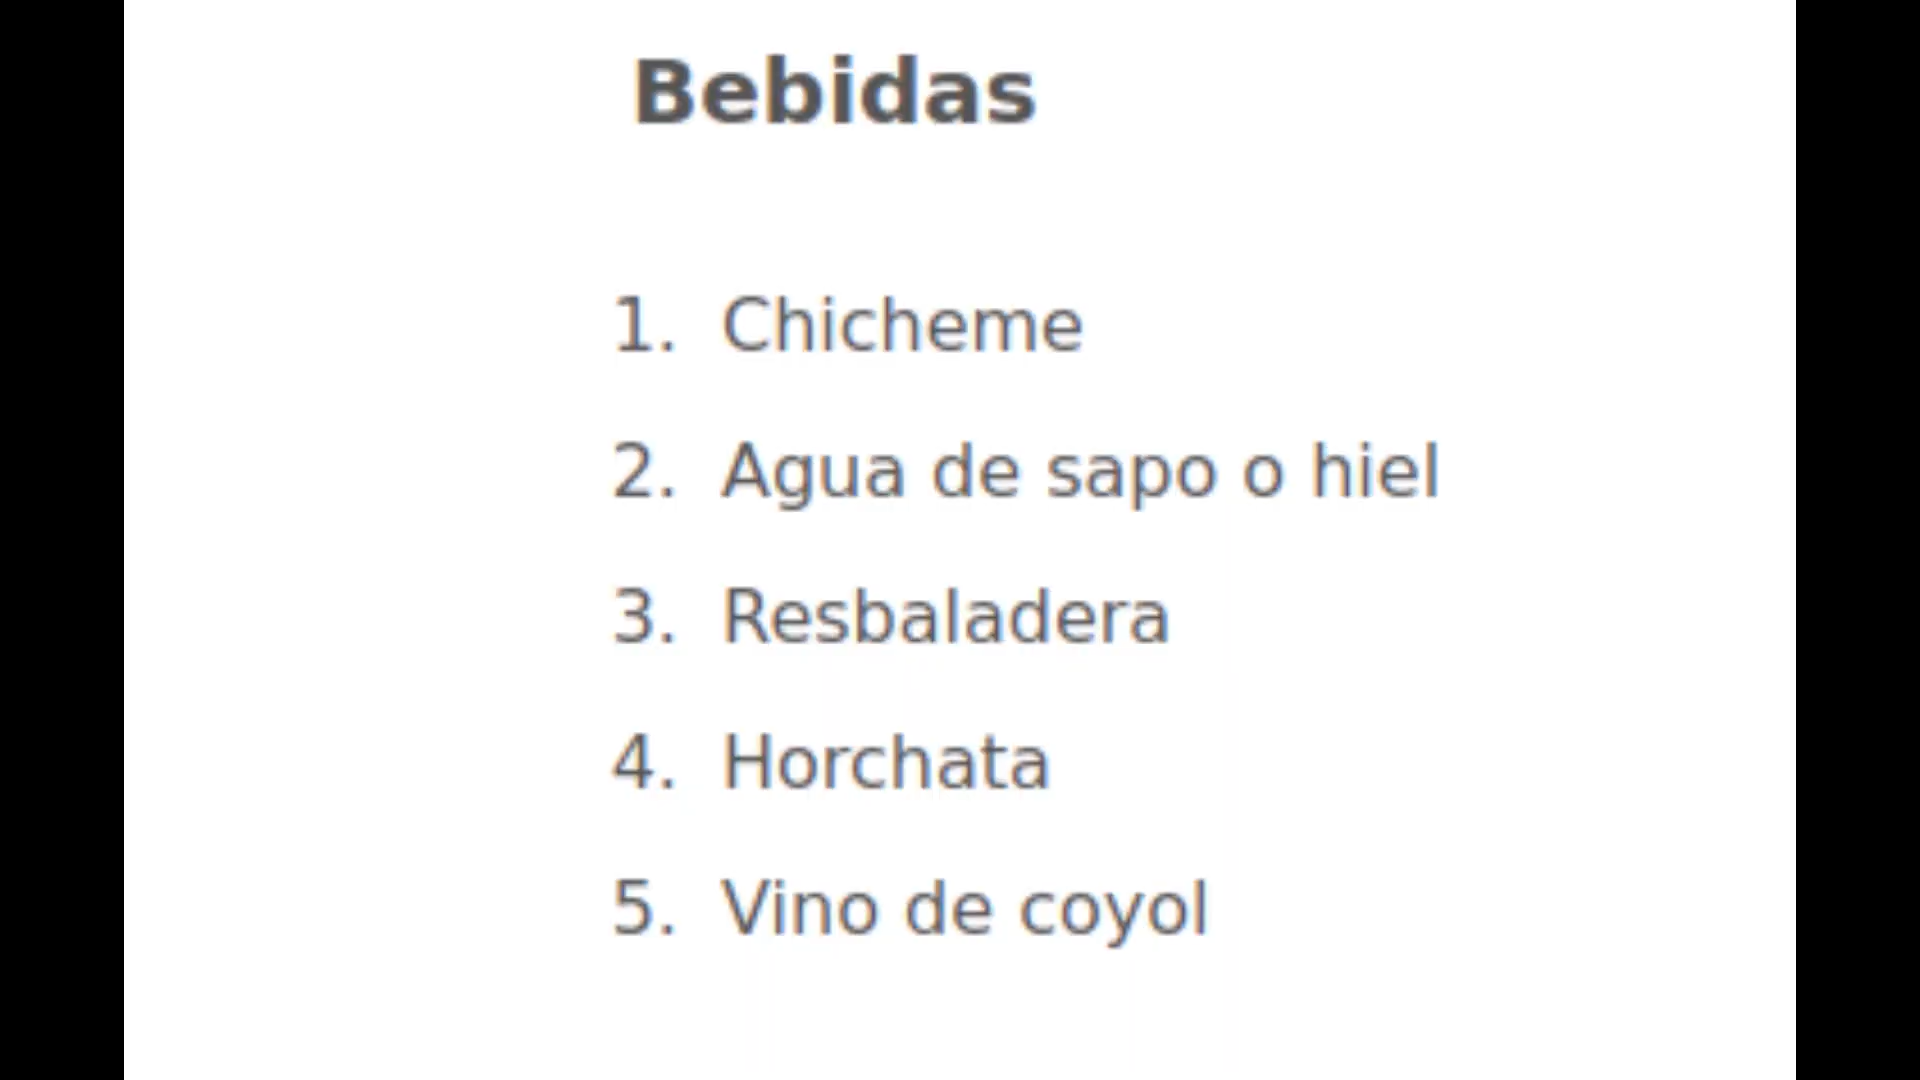 Bebidas
1. Chicheme
2. Agua de sapo o hiel
3. Resbaladera
4. Horchata
5. Vino de coyol